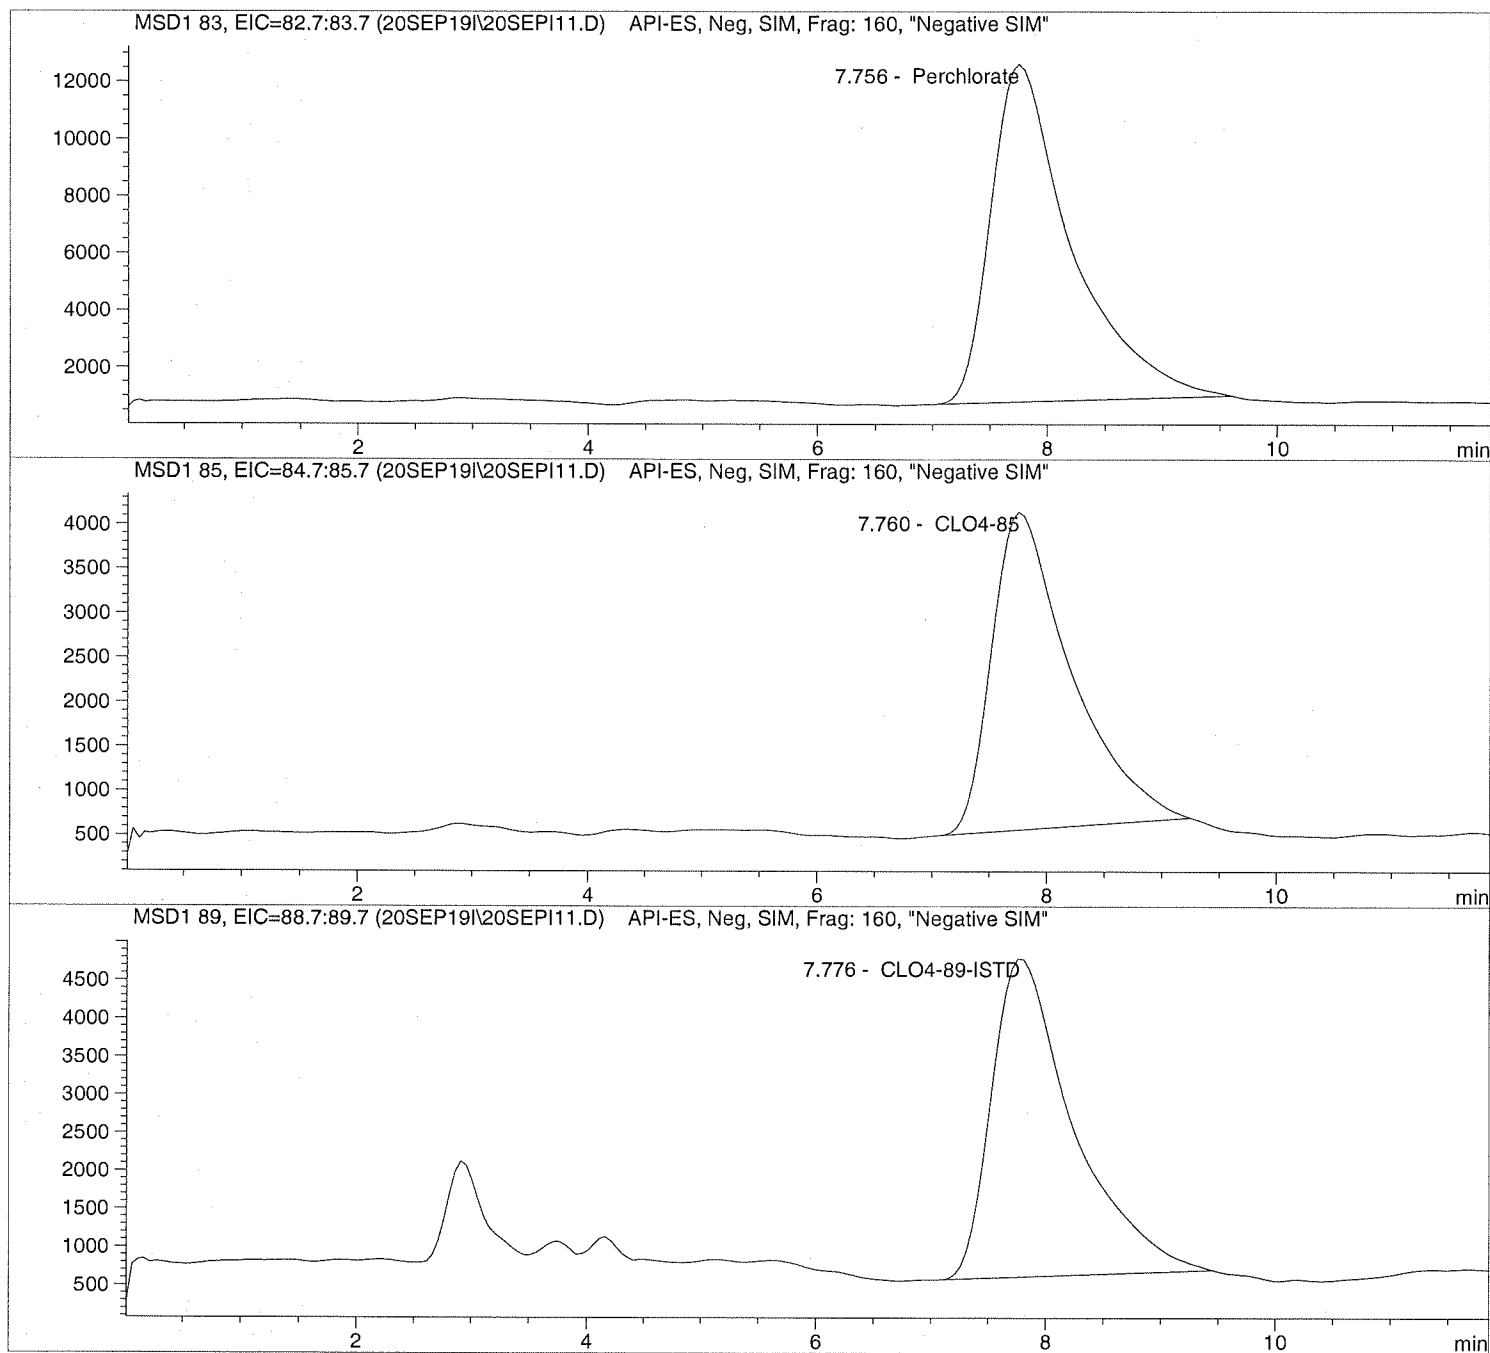 MSD1 83, EIC=82.7:83.7 (20SEP19I\20SEPI11.D) API-ES, Neg, SIM, Frag: 160, "Negative SIM"
7.756 - Perchlorate
12000
10000
8000
6000
4000
2000
2 4 6 8 10 min
MSD1 85, EIC=84.7:85.7 (20SEP19I\20SEPI11.D) API-ES, Neg, SIM, Frag: 160, "Negative SIM"
7.760 - CLO4-85
4000
3500
3000
2500
2000
1500
1000
500
2 4 6 8 10 min
MSD1 89, EIC=88.7:89.7 (20SEP19I\20SEPI11.D) API-ES, Neg, SIM, Frag: 160, "Negative SIM"
7.776 - CLO4-89-ISTD
4500
4000
3500
3000
2500
2000
1500
1000
500
2 4 6 8 10 min